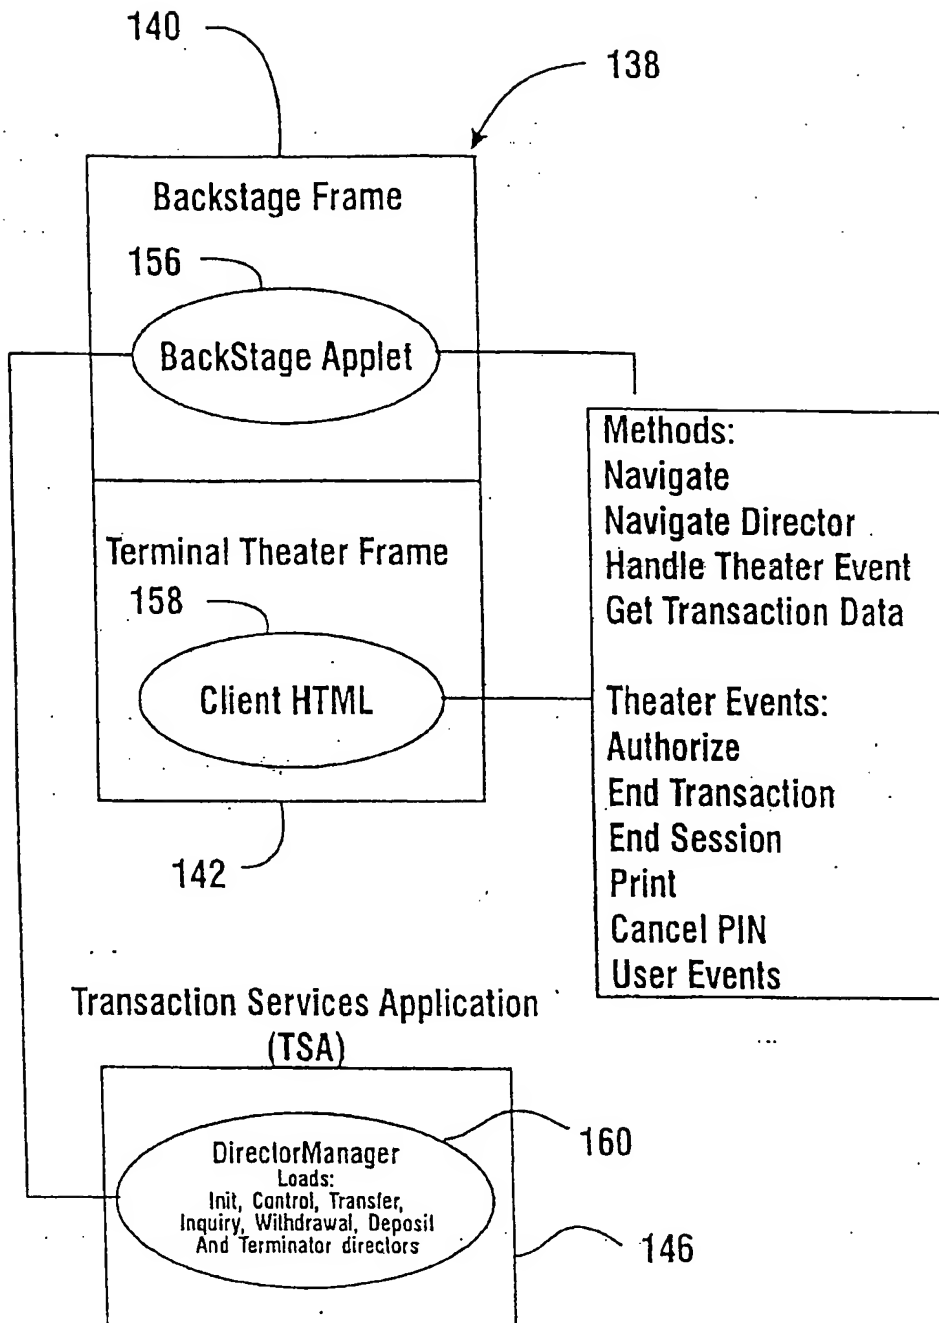 140
138
Backstage Frame
156
BackStage Applet
Methods:
Navigate
Navigate Director
Handle Theater Event
Get Transaction Data
Terminal Theater Frame
158
Client HTML
Theater Events:
Authorize
End Transaction
End Session
Print
Cancel PIN
User Events
142
Transaction Services Application
(TSA)
DirectorManager
Loads:
Init, Control, Transfer,
Inquiry, Withdrawal, Deposit
And Terminator directors
160
146